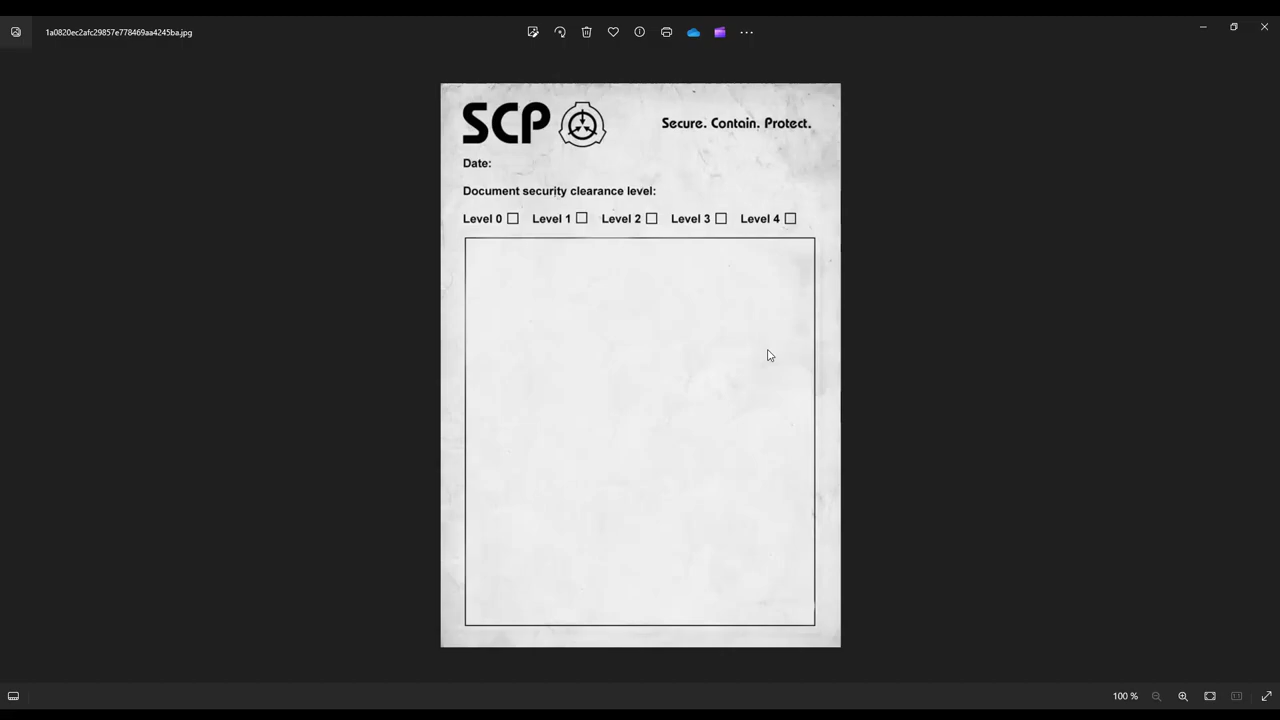 1a0820ec2afc29857e778469aa4245ba.jpg
SCP
Secure. Contain. Protect.
Date:
Document security clearance level:
Level 0 Level 1 Level 2 Level 3 Level 4
100 %